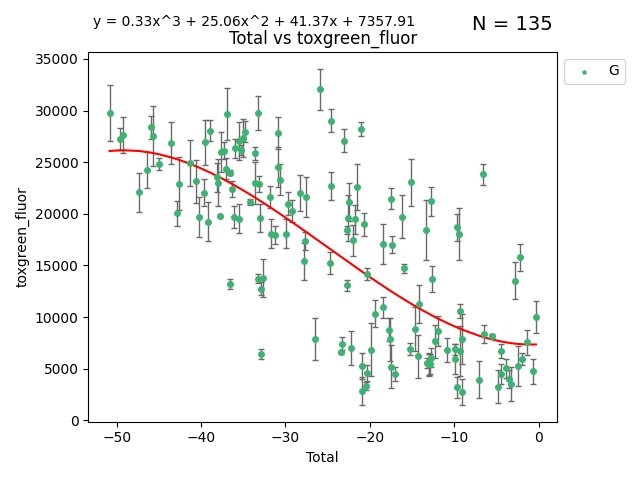 y = 0.33x^3 + 25.06x^2 + 41.37x + 7357.91
N = 135
Total vs toxgreen_fluor
G
toxgreen_fluor
35000
30000
25000
20000
15000
10000
5000
0
−50
−40
−30
−20
−10
0
Total